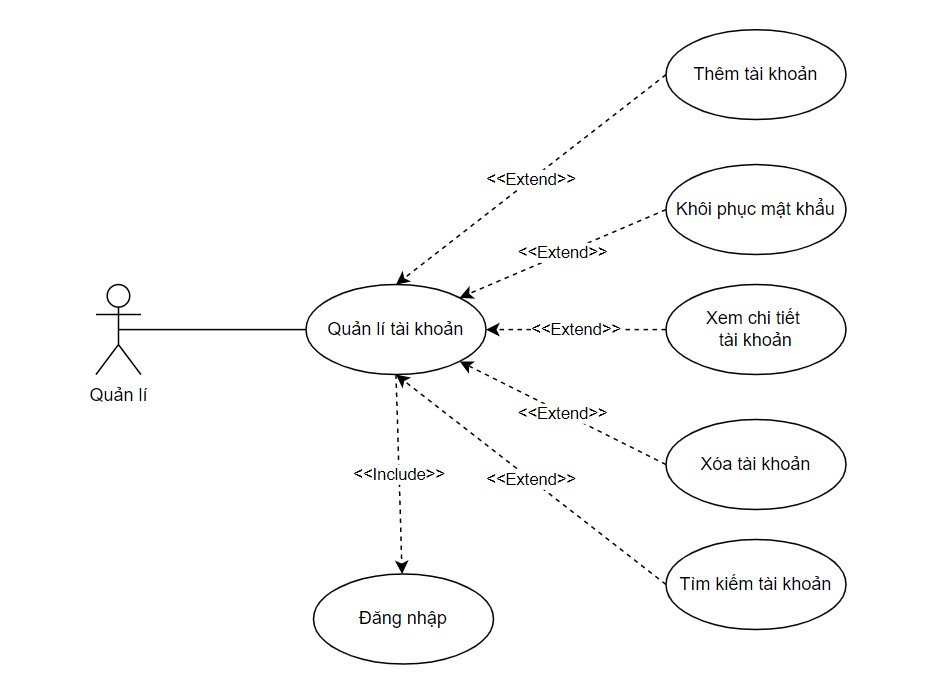 Thêm tài khoản
<<Extend>>
Khôi phục mật khẩu
<<Extend>>
Quản lí tài khoản
<<Extend>>
Xem chi tiết
tài khoản
Quản lí
<<Extend>>
Xóa tài khoản
<<Include>>
<<Extend>>
Tìm kiếm tài khoản
Đăng nhập